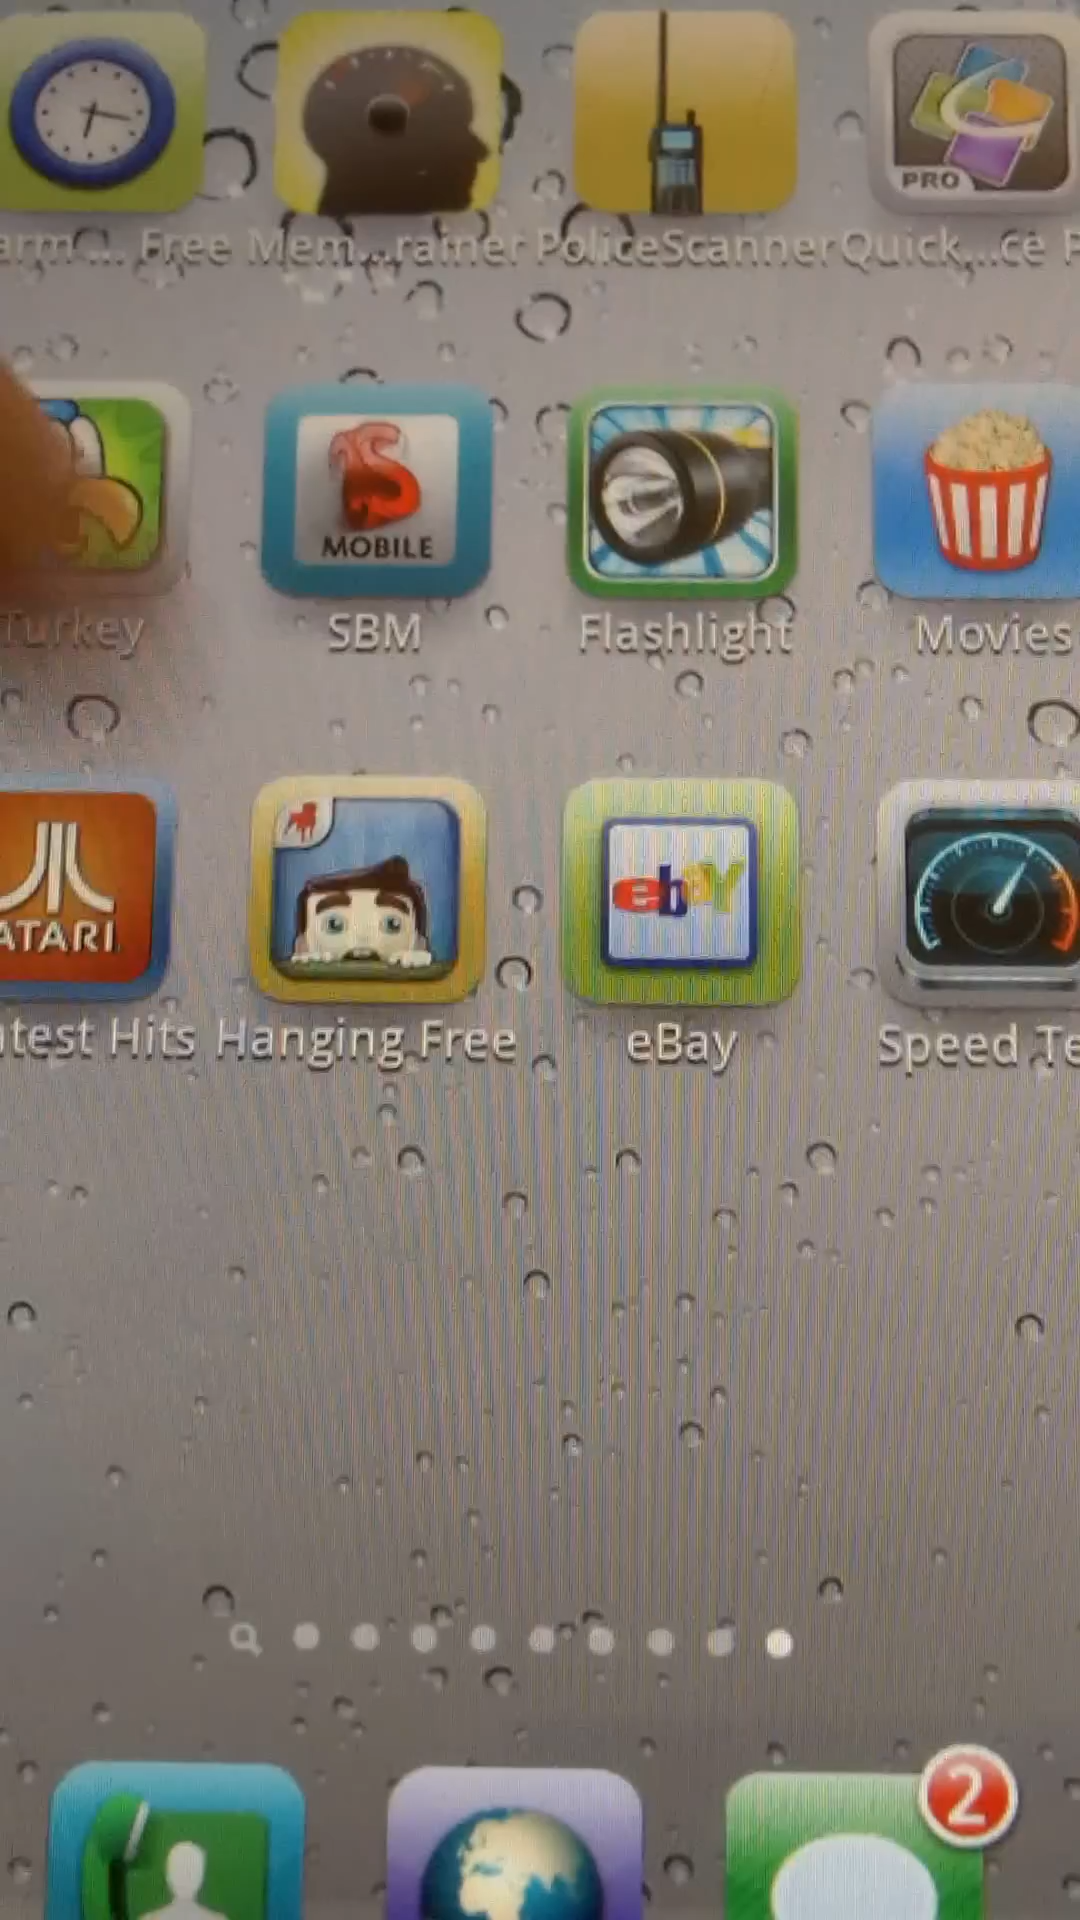 PRO
arm ... Free Mem...rainer PoliceScanner Quick...ce P
S
MOBILE
Turkey SBM Flashlight Movies
ATARI ebay
atest Hits Hanging Free eBay Speed Te
2